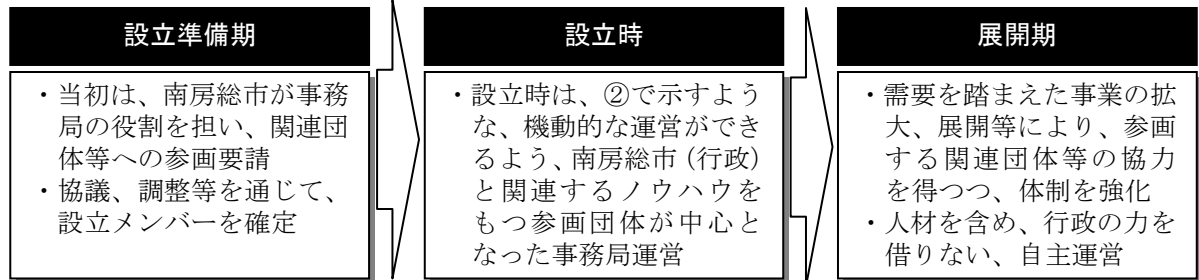 設立準備期
・当初は、南房総市が事務
局の役割を担い、関連団
体等への参画要請
・協議、調整等を通じて、
設立メンバーを確定
設立時
・設立時は、②で示すよう
な、機動的な運営ができ
るよう、南房総市（行政）
と関連するノウハウを
もつ参画団体が中心と
なった事務局運営
展開期
・需要を踏まえた事業の拡
大、展開等により、参画
する関連団体等の協力
を得つつ、体制を強化
・人材を含め、行政の力を
借りない、自主運営